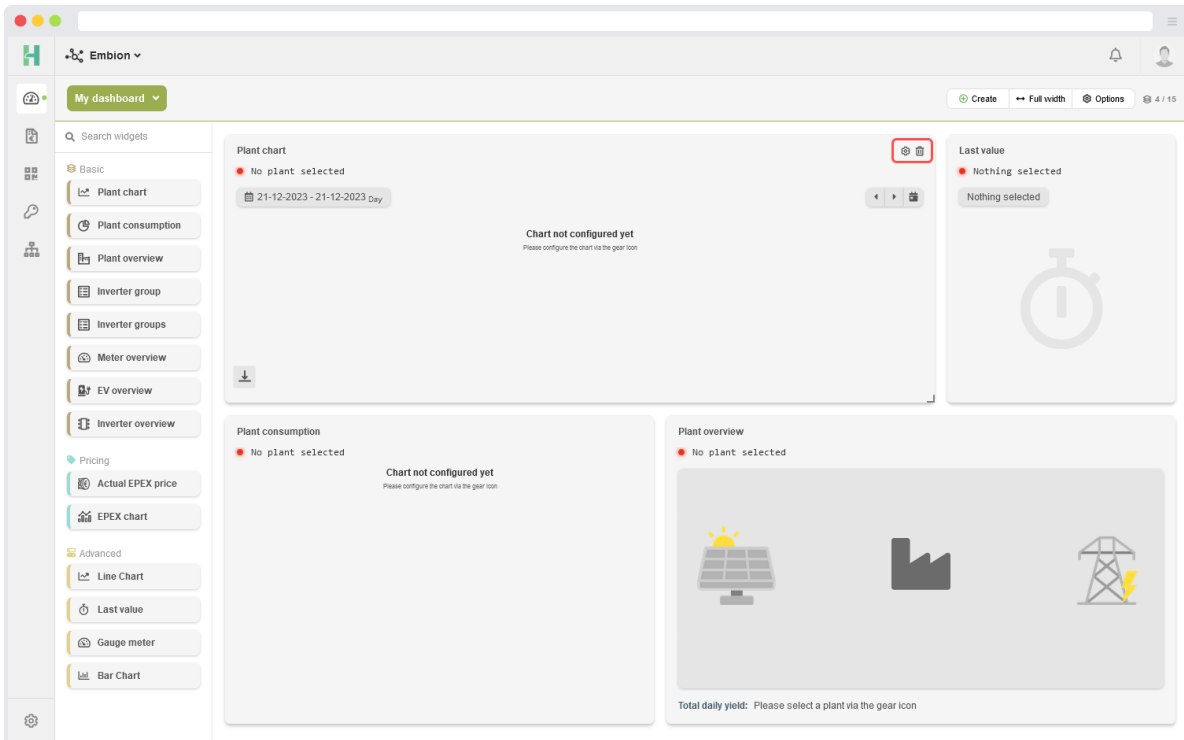 Embion
My dashboard
Create
Full width
Options
4 / 15
Search widgets
Basic
Plant chart
Plant consumption
Plant overview
Inverter group
Inverter groups
Meter overview
EV overview
Inverter overview
Pricing
Actual EPEX price
EPEX chart
Advanced
Line Chart
Last value
Gauge meter
Bar Chart
Plant chart
No plant selected
21-12-2023 - 21-12-2023 Day
Chart not configured yet
Please configure the chart via the gear icon
Last value
Nothing selected
Nothing selected
Plant consumption
No plant selected
Chart not configured yet
Please configure the chart via the gear icon
Plant overview
No plant selected
Total daily yield: Please select a plant via the gear icon